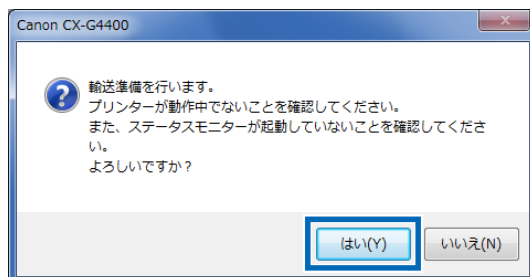 Canon CX-G4400
輸送準備を行います。
プリンターが動作中でないことを確認してください。
また、ステータスモニターが起動していないことを確認してくださ
い。
よろしいですか？
はい(Y)
いいえ(N)